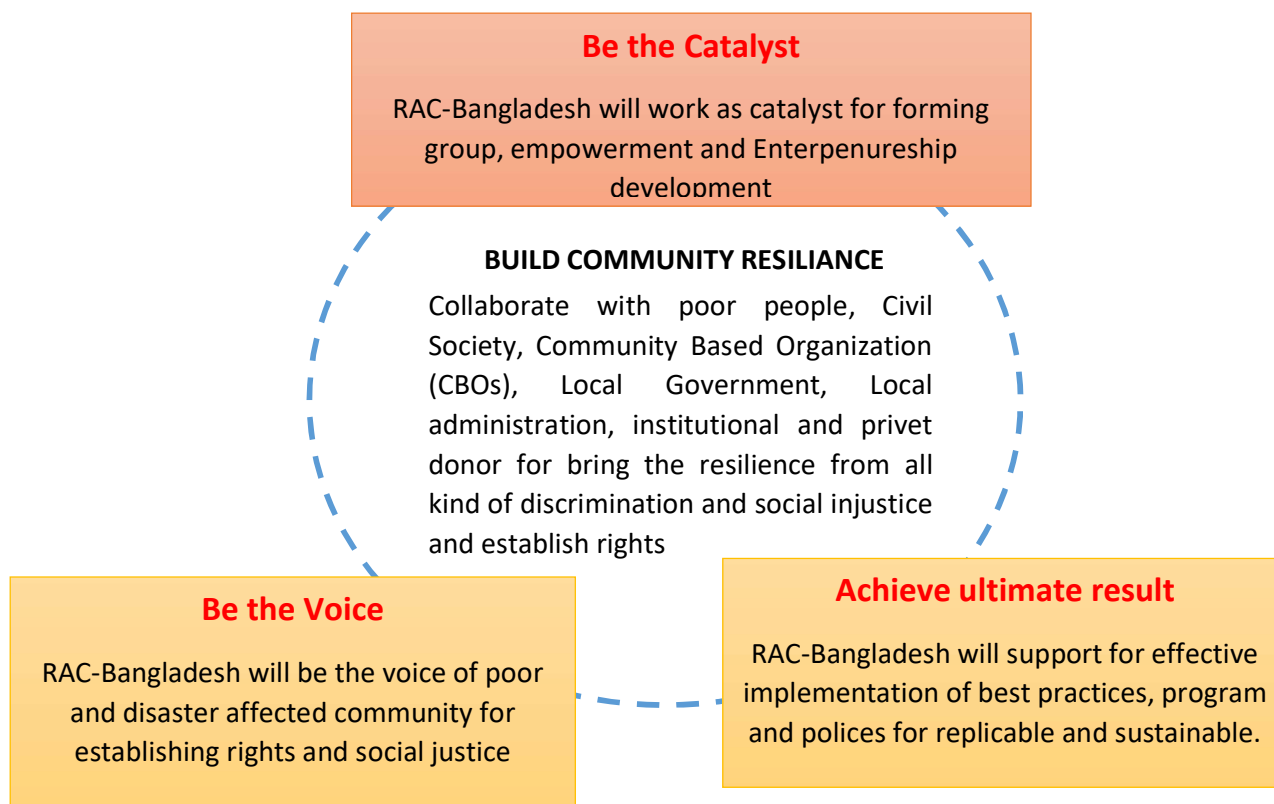 Be the Catalyst
RAC-Bangladesh will work as catalyst for forming
group, empowerment and Enterpenureship
development
BUILD COMMUNITY RESILIANCE
Collaborate with poor people, Civil
Society, Community Based Organization
(CBOs), Local Government, Local
administration, institutional and privet
donor for bring the resilience from all
kind of discrimination and social injustice
and establish rights
Be the Voice
RAC-Bangladesh will be the voice of poor
and disaster affected community for
establishing rights and social justice
Achieve ultimate result
RAC-Bangladesh will support for effective
implementation of best practices, program
and polices for replicable and sustainable.